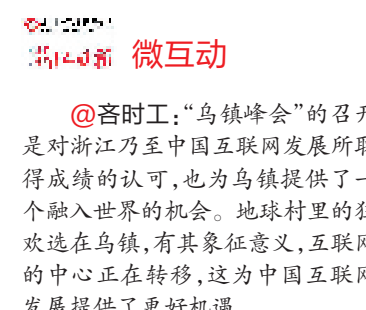 微互动
@吝时工:“乌镇峰会”的召开
是对浙江乃至中国互联网发展所取
得成绩的认可,也为乌镇提供了一
个融入世界的机会。地球村里的狂
欢选在乌镇,有其象征意义,互联网
的中心正在转移,这为中国互联网
发展提供了更好机遇